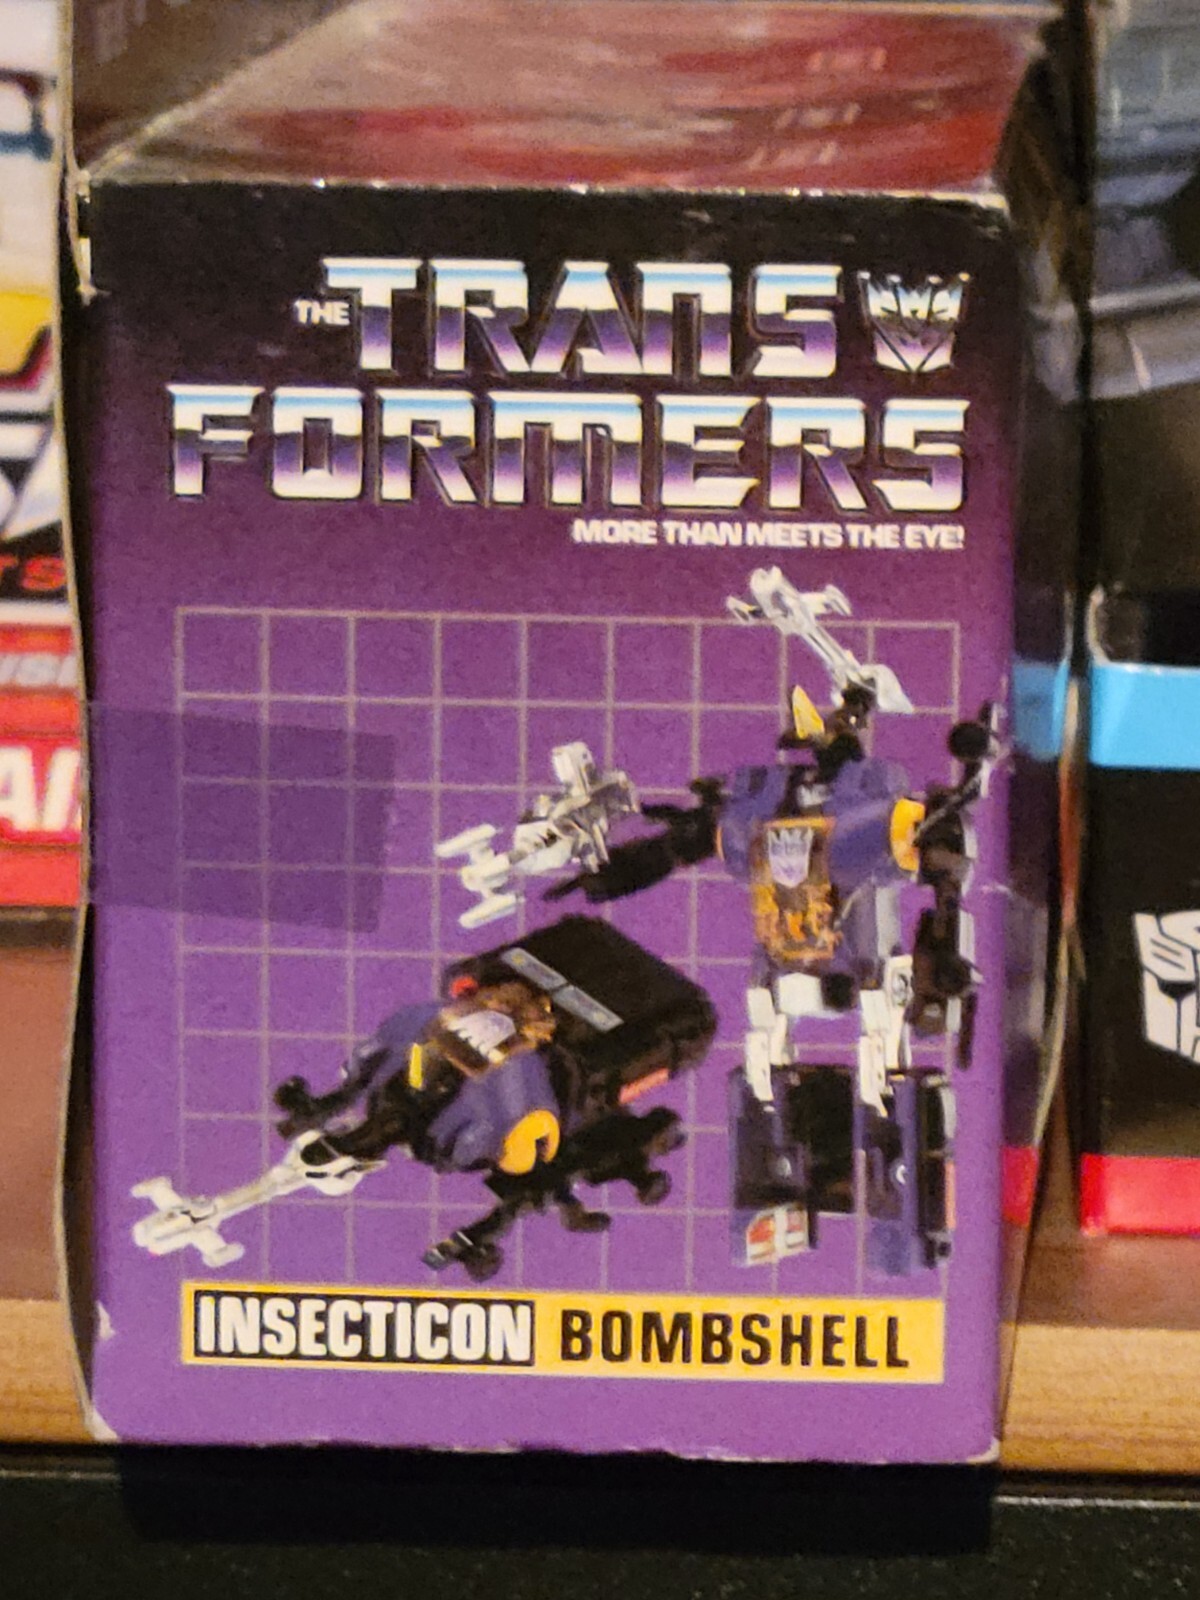 THE TRANS
FORMERS
MORE THAN MEETS THE EYE!
INSECTICON BOMBSHELL